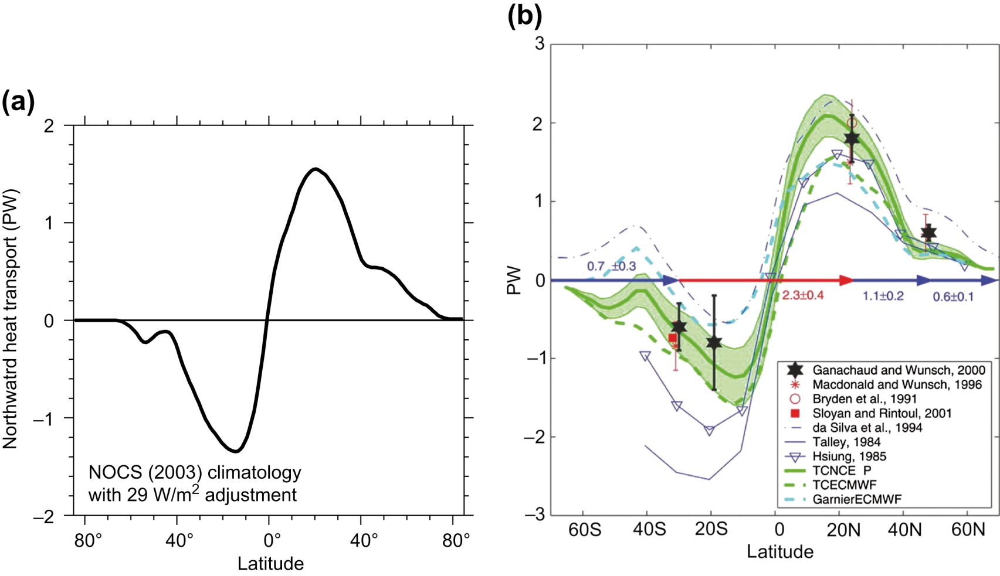 (a)
Northwatrd heat transport (PW)
2
1
0
–1
–2
NOCS (2003) climatology
with 29 W/m2 adjustment
80° 40° 0° 40° 80°
Latitude
(b)
PW
3
2
1
0
–1
–2
–3
0.7 ±0.3
2.3±0.4
1.1±0.2
0.6±0.1
Ganachaud and Wunsch, 2000
Macdonald and Wunsch, 1996
Bryden et al., 1991
Sloyan and Rintoul, 2001
da Silva et al., 1994
Talley, 1984
Hsiung, 1985
TCNCE P
TCECMWF
GarnierECMWF
60S 40S 20S 0 20N 40N 60N
Latitude